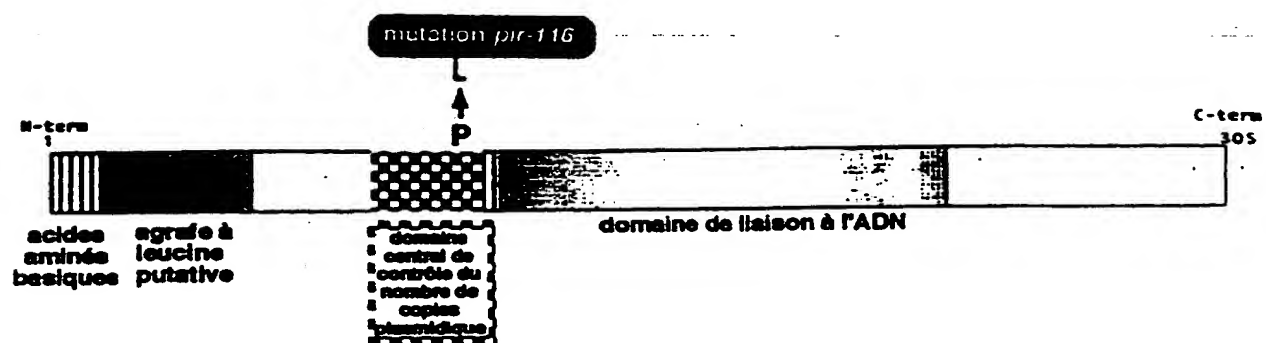 mutation pir-116
L
P
N-term
1
C-term
305
acides
aminés
basiques
agrafe à
leucine
putative
domaine
central de
contrôle du
nombre de
copies
plasmidique
domaine de liaison à l'ADN